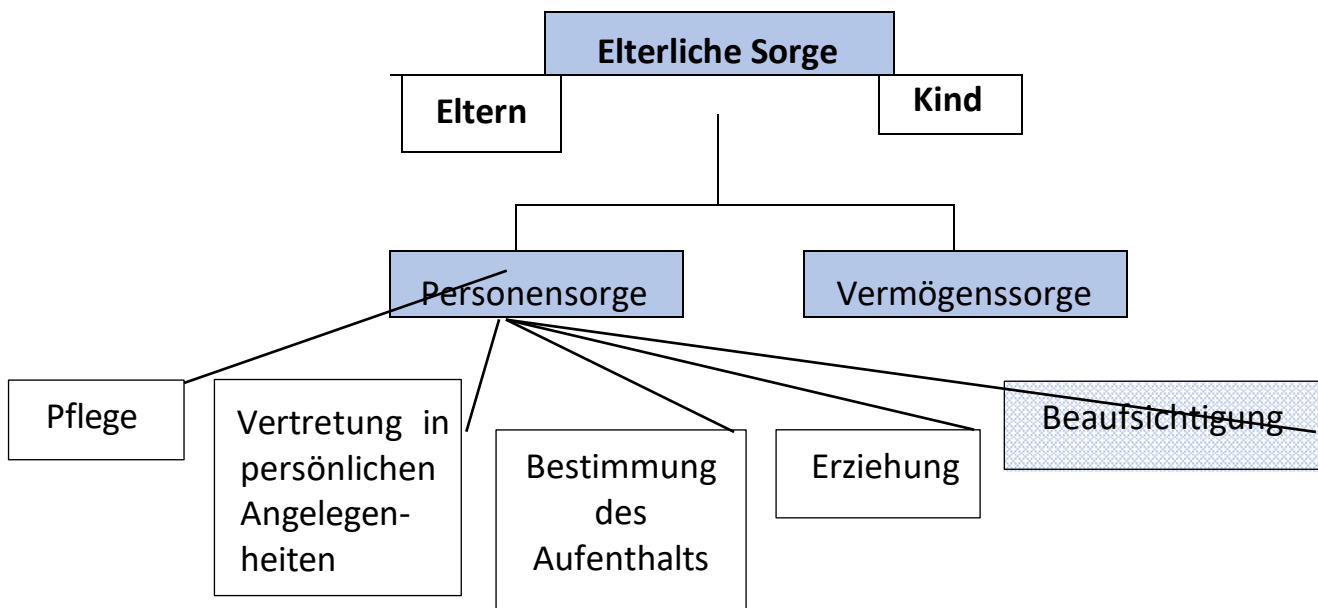 Elterliche Sorge
Eltern
Kind
Personensorge
Vermögenssorge
Pflege
Vertretung in
persönlichen
Angelegen-
heiten
Bestimmung
des
Aufenthalts
Erziehung
Beaufsichtigung